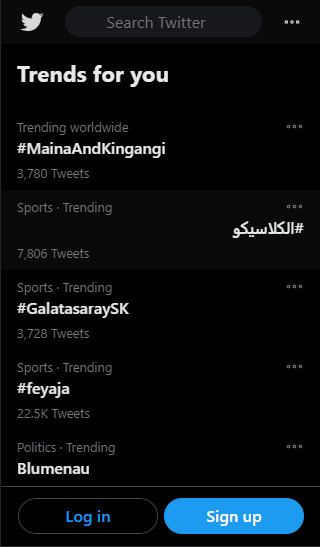 Search Twitter
Trends for you
Trending worldwide
#MainaAndKingangi
3,780 Tweets
Sports · Trending
#الكلاسيكو
7,806 Tweets
Sports · Trending
#GalatasaraySK
3,728 Tweets
Sports · Trending
#feyaja
22.5K Tweets
Politics · Trending
Blumenau
Log in
Sign up